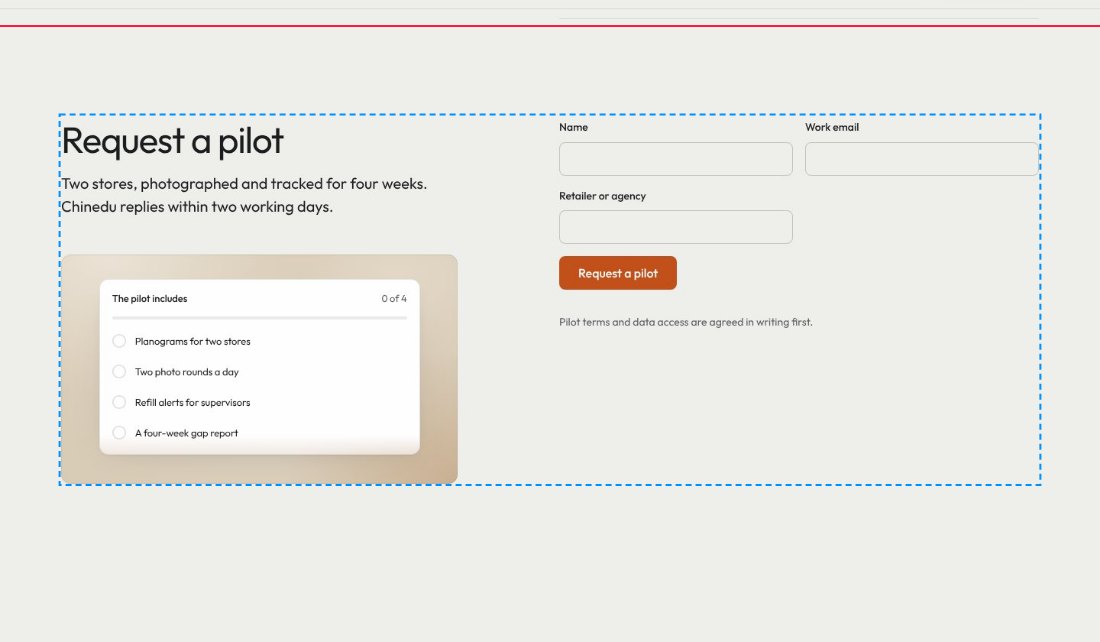 Request a pilot
Two stores, photographed and tracked for four weeks.
Chinedu replies within two working days.
The pilot includes
0 of 4
Planograms for two stores
Two photo rounds a day
Refill alerts for supervisors
A four-week gap report
Name
Work email
Retailer or agency
Request a pilot
Pilot terms and data access are agreed in writing first.